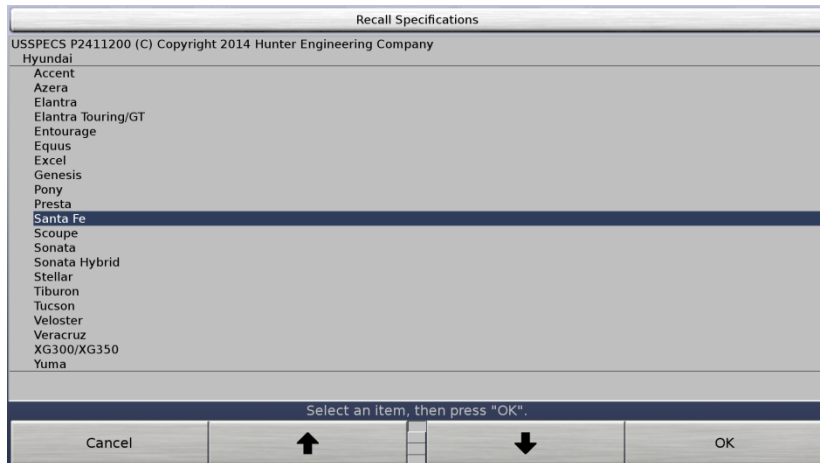 Recall Specifications
USSPECS P2411200 (C) Copyright 2014 Hunter Engineering Company
Hyundai
Accent
Azera
Elantra
Elantra Touring/GT
Entourage
Equus
Excel
Genesis
Pony
Presta
Santa Fe
Scoupe
Sonata
Sonata Hybrid
Stellar
Tiburon
Tucson
Veloster
Veracruz
XG300/XG350
Yuma
Select an item, then press "OK".
Cancel
OK